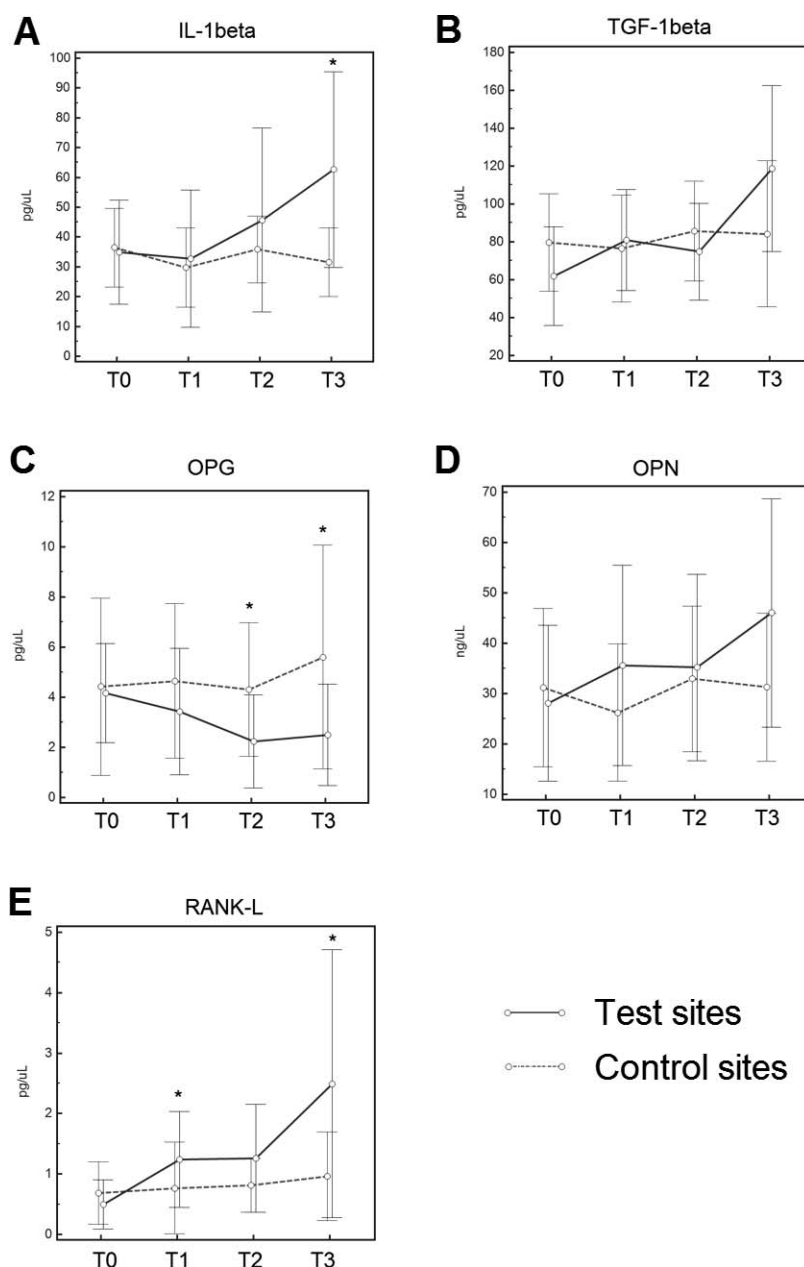 A
IL-1beta
100
90
80
70
60
50
40
30
20
10
0
pg/uL
*
T0 T1 T2 T3
B
TGF-1beta
180
160
140
120
100
80
60
40
20
pg/uL
T0 T1 T2 T3
C
OPG
12
10
8
6
4
2
0
pg/uL
* *
T0 T1 T2 T3
D
OPN
70
60
50
40
30
20
10
ng/uL
T0 T1 T2 T3
E
RANK-L
5
4
3
2
1
0
pg/uL
* *
T0 T1 T2 T3
Test sites
Control sites